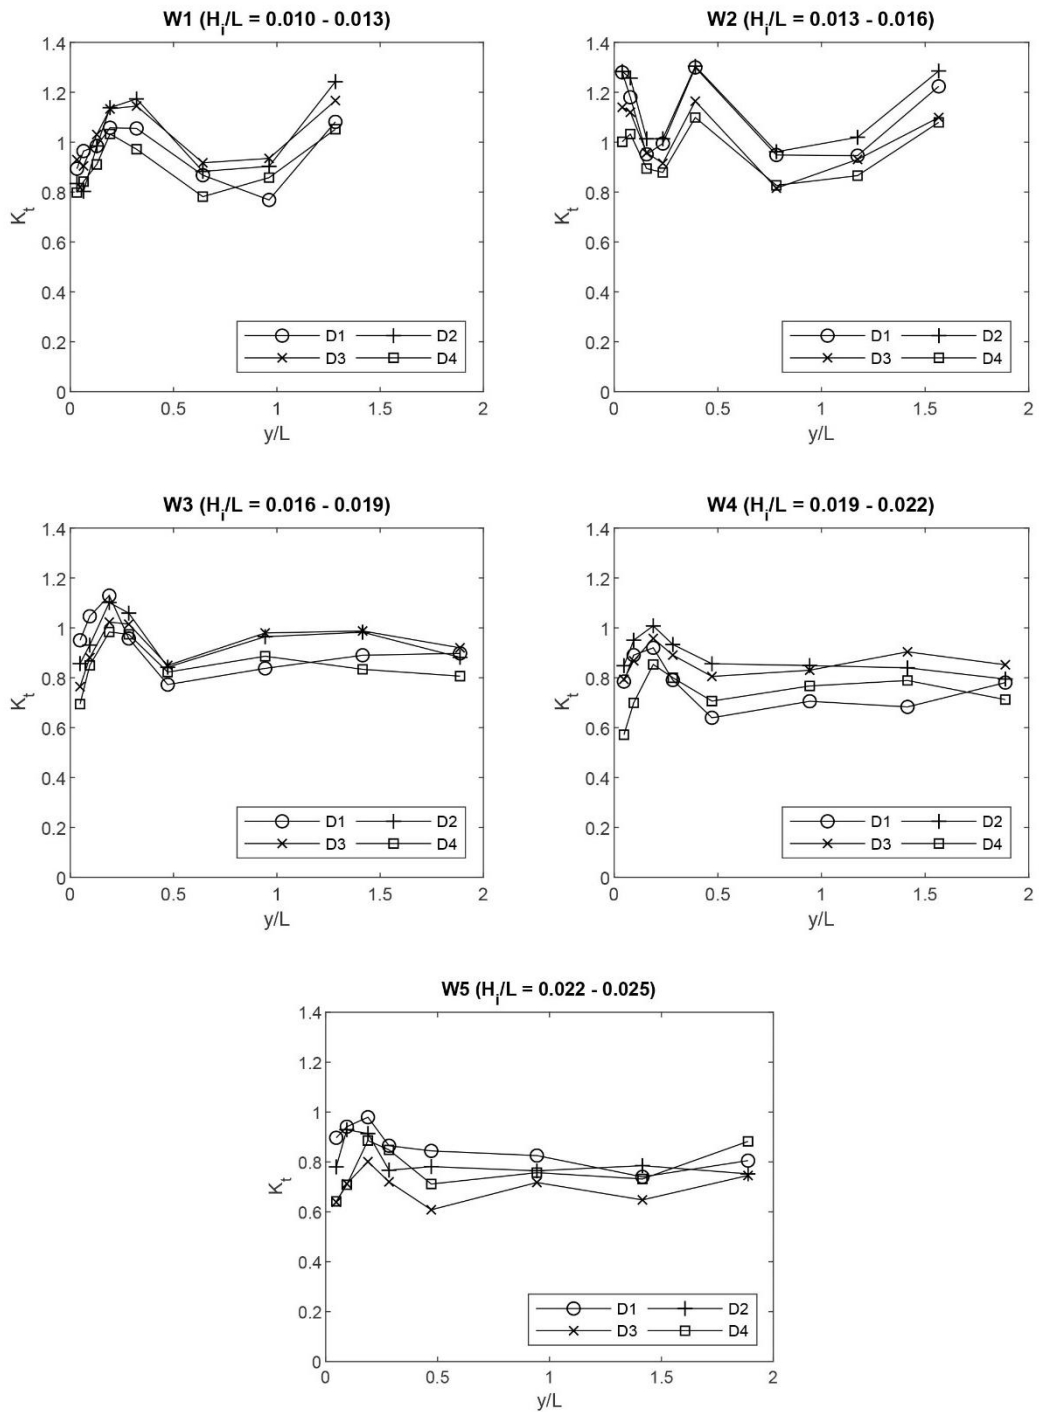 W1 (Hi/L = 0.010 - 0.013)
1.4
1.2
1
0.8
0.6
0.4
0.2
0
Kt
D1 D2
D3 D4
0 0.5 1 1.5 2
y/L
W2 (Hi/L = 0.013 - 0.016)
1.4
1.2
1
0.8
0.6
0.4
0.2
0
Kt
D1 D2
D3 D4
0 0.5 1 1.5 2
y/L
W3 (Hi/L = 0.016 - 0.019)
1.4
1.2
1
0.8
0.6
0.4
0.2
0
Kt
D1 D2
D3 D4
0 0.5 1 1.5 2
y/L
W4 (Hi/L = 0.019 - 0.022)
1.4
1.2
1
0.8
0.6
0.4
0.2
0
Kt
D1 D2
D3 D4
0 0.5 1 1.5 2
y/L
W5 (Hi/L = 0.022 - 0.025)
1.4
1.2
1
0.8
0.6
0.4
0.2
0
Kt
D1 D2
D3 D4
0 0.5 1 1.5 2
y/L